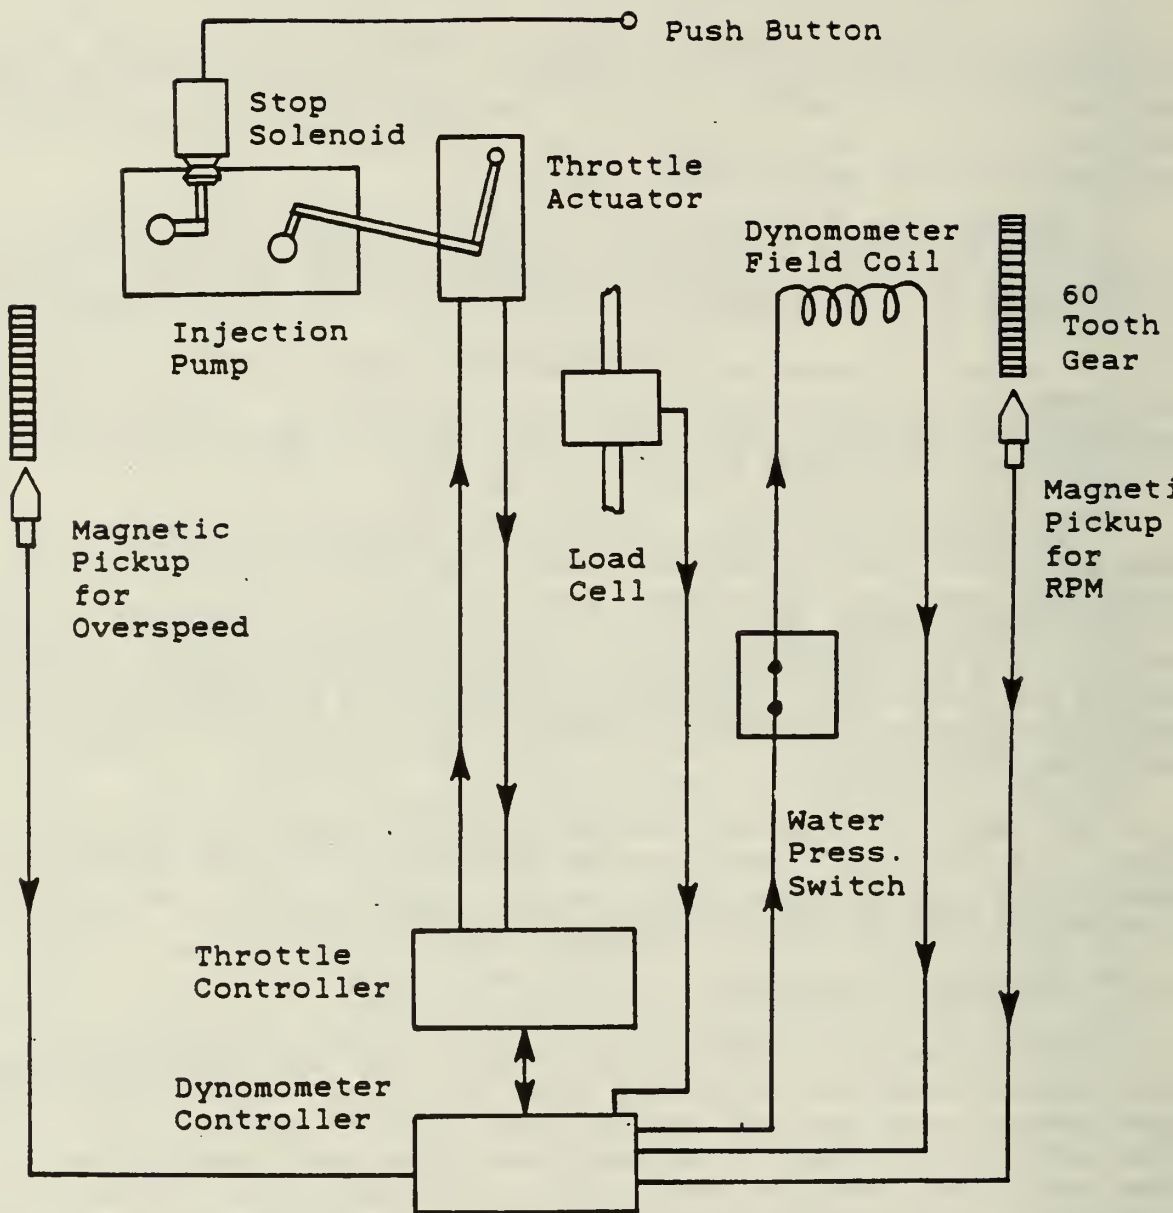 Push Button
Stop
Solenoid
Throttle
Actuator
Dynomometer
Field Coil
60
Tooth
Gear
Injection
Pump
Magnetic
Pickup
for
Overspeed
Load
Cell
Magneti
Pickup
for
RPM
Water
Press.
Switch
Throttle
Controller
Dynomometer
Controller